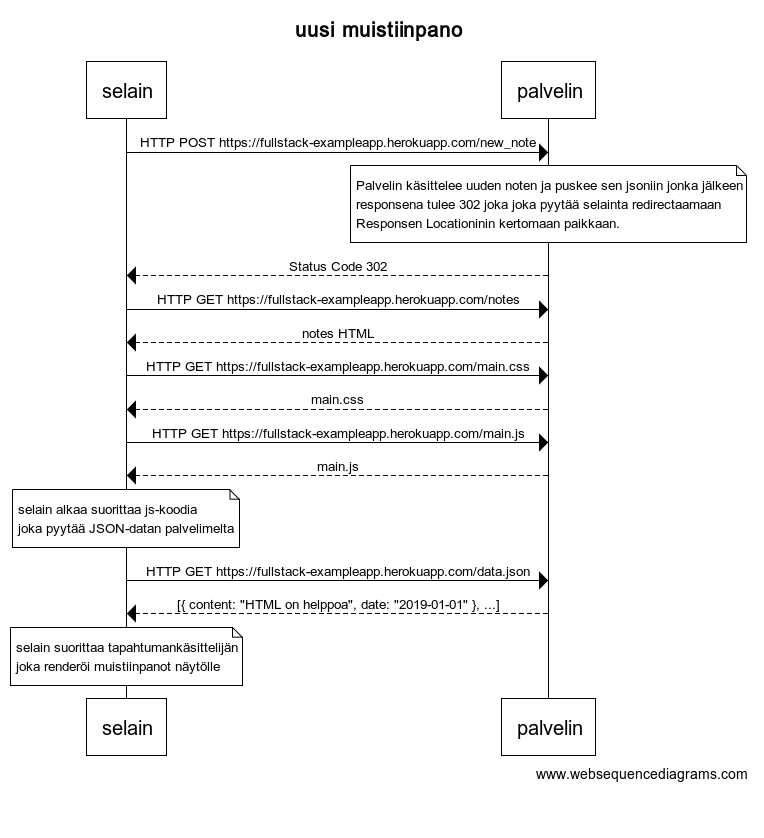 uusi muistiinpano
selain
palvelin
HTTP POST https://fullstack-exampleapp.herokuapp.com/new_note
Palvelin käsittelee uuden noten ja puskee sen jsoniin jonka jälkeen
responsena tulee 302 joka joka pyytää selainta redirectaamaan
Responsen Locationinin kertomaan paikkaan.
Status Code 302
HTTP GET https://fullstack-exampleapp.herokuapp.com/notes
notes HTML
HTTP GET https://fullstack-exampleapp.herokuapp.com/main.css
main.css
HTTP GET https://fullstack-exampleapp.herokuapp.com/main.js
main.js
selain alkaa suorittaa js-koodia
joka pyytää JSON-datan palvelimelta
HTTP GET https://fullstack-exampleapp.herokuapp.com/data.json
[{ content: "HTML on helppoa", date: "2019-01-01" }, ...]
selain suorittaa tapahtumankäsittelijän
joka renderöi muistiinpanot näytölle
selain
palvelin
www.websequencediagrams.com